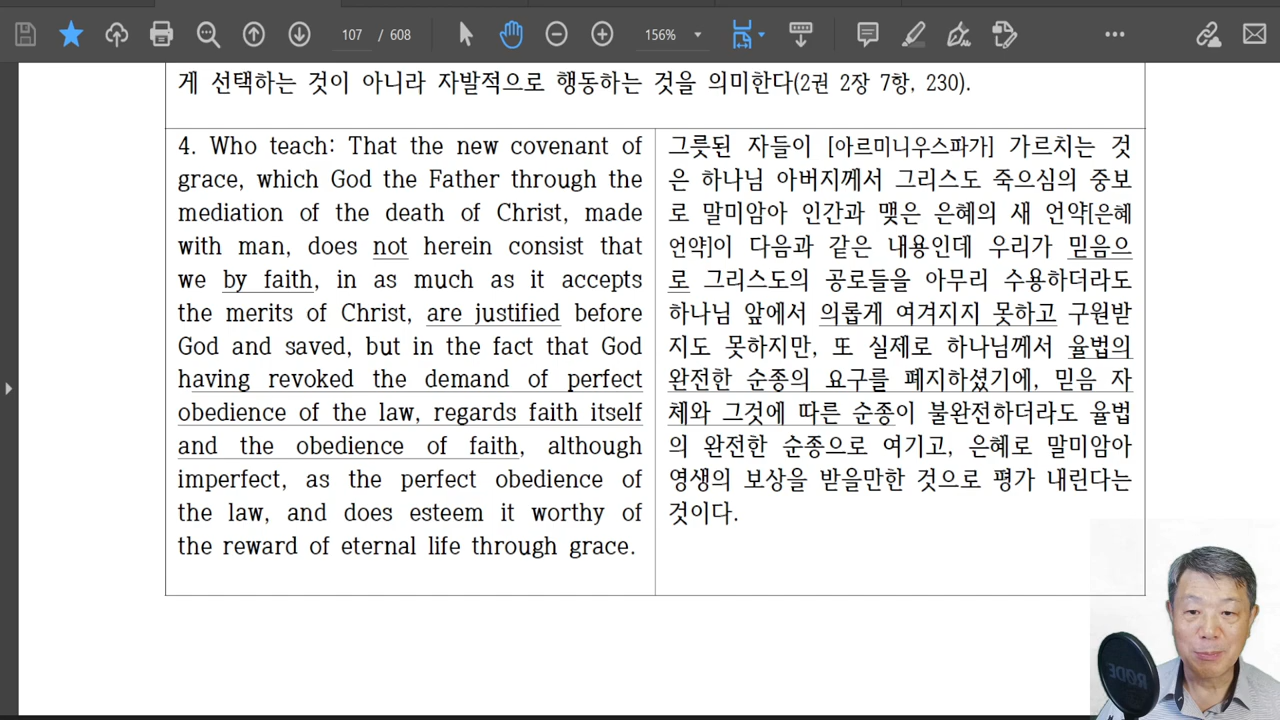 107 / 608
156%
게 선택하는 것이 아니라 자발적으로 행동하는 것을 의미한다(2권 2장 7항, 230).
4. Who teach: That the new covenant of
grace, which God the Father through the
mediation of the death of Christ, made
with man, does not herein consist that
we by faith, in as much as it accepts
the merits of Christ, are justified before
God and saved, but in the fact that God
having revoked the demand of perfect
obedience of the law, regards faith itself
and the obedience of faith, although
imperfect, as the perfect obedience of
the law, and does esteem it worthy of
the reward of eternal life through grace.
그릇된 자들이 [아르미니우스파가] 가르치는 것
은 하나님 아버지께서 그리스도 죽으심의 중보
로 말미암아 인간과 맺은 은혜의 새 언약[은혜
언약]이 다음과 같은 내용인데 우리가 믿음으
로 그리스도의 공로들을 아무리 수용하더라도
하나님 앞에서 의롭게 여겨지지 못하고 구원받
지도 못하지만, 또 실제로 하나님께서 율법의
완전한 순종의 요구를 폐지하셨기에, 믿음 자
체와 그것에 따른 순종이 불완전하더라도 율법
의 완전한 순종으로 여기고, 은혜로 말미암아
영생의 보상을 받을만한 것으로 평가 내린다는
것이다.
RØDE